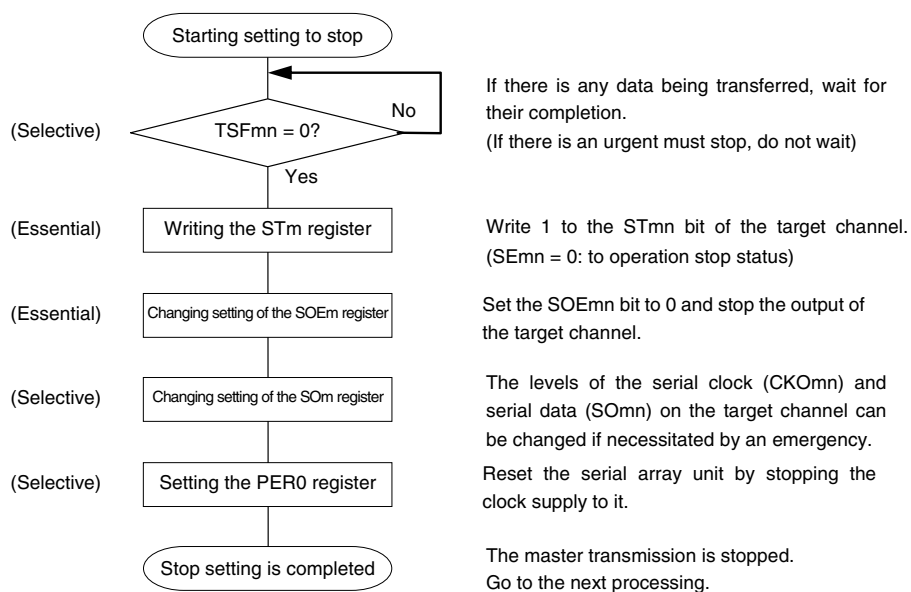 Starting setting to stop
No
If there is any data being transferred, wait for
their completion.
(If there is an urgent must stop, do not wait)
(Selective)
TSFmn = 0?
Yes
(Essential)
Writing the STm register
Write 1 to the STmn bit of the target channel.
(SEmn = 0: to operation stop status)
(Essential)
Changing setting of the SOEm register
Set the SOEmn bit to 0 and stop the output of
the target channel.
(Selective)
Changing setting of the SOm register
The levels of the serial clock (CKOmn) and
serial data (SOmn) on the target channel can
be changed if necessitated by an emergency.
(Selective)
Setting the PER0 register
Reset the serial array unit by stopping the
clock supply to it.
Stop setting is completed
The master transmission is stopped.
Go to the next processing.